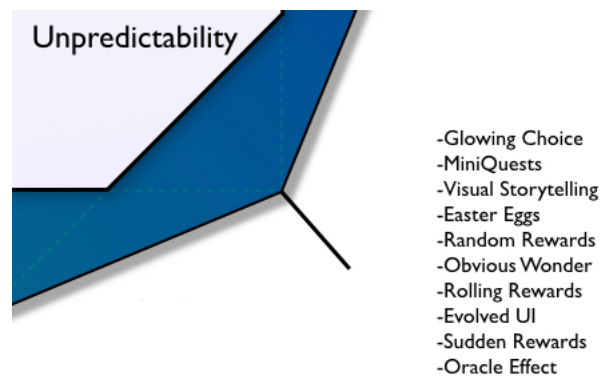 Unpredictability
-Glowing Choice
-MiniQuests
-Visual Storytelling
-Easter Eggs
-Random Rewards
-Obvious Wonder
-Rolling Rewards
-Evolved UI
-Sudden Rewards
-Oracle Effect